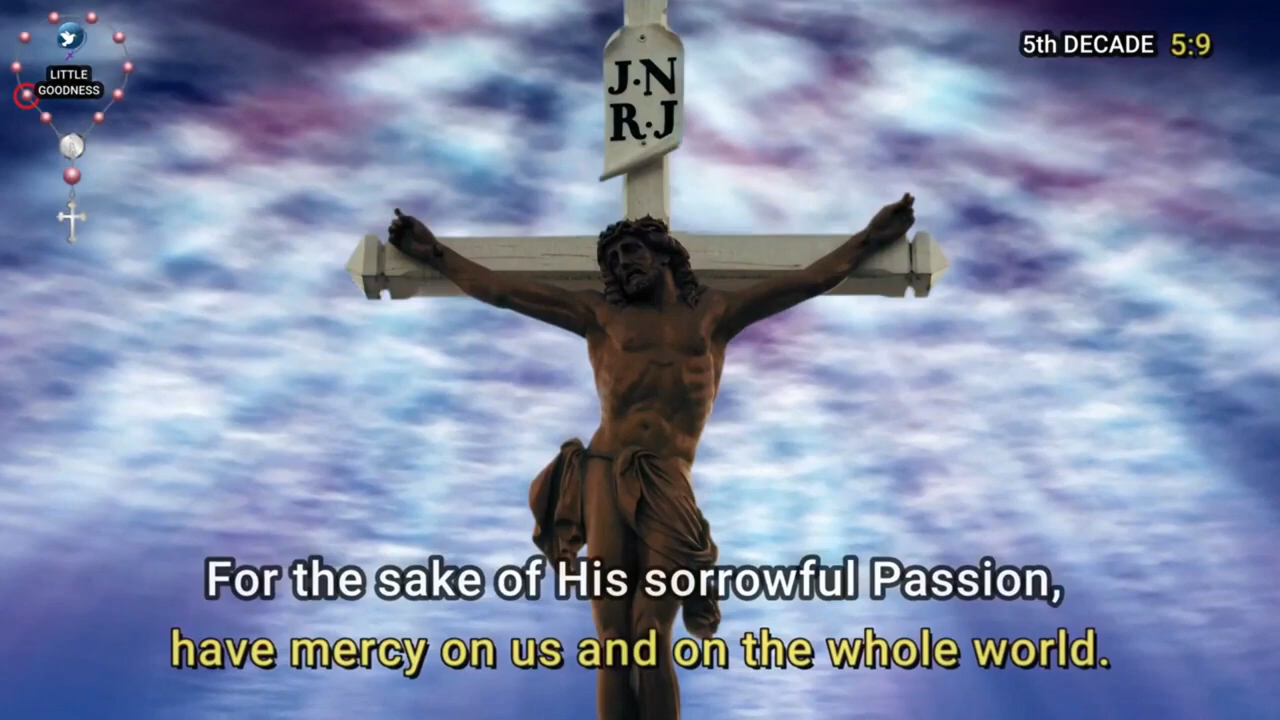 LITTLE
GOODNESS
5th DECADE 5:9
J·N
R·J
For the sake of His sorrowful Passion,
have mercy on us and on the whole world.